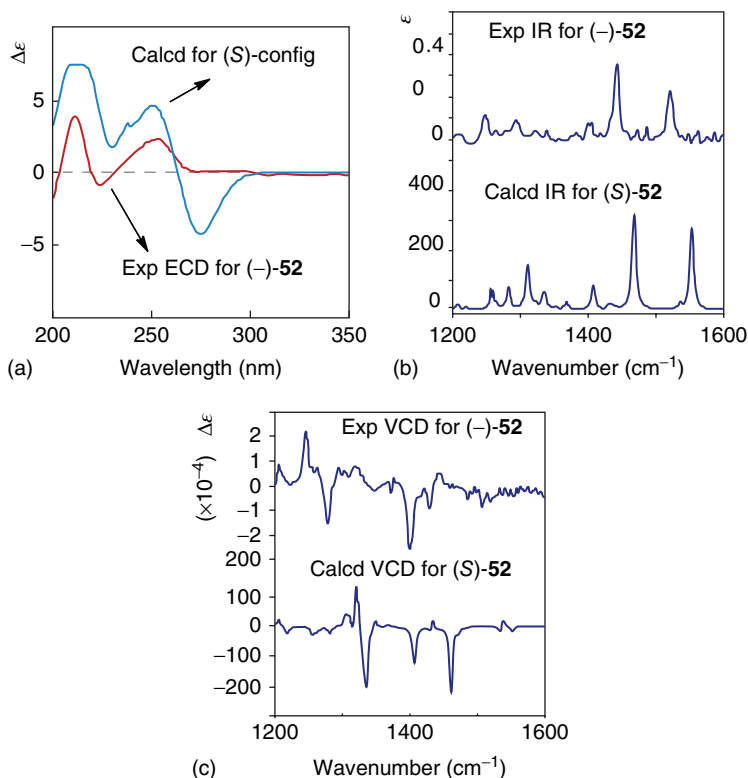 Δε
Calcd for (S)-config
5
0
−5
Exp ECD for (−)-52
200 250 300 350
(a) Wavelength (nm)
ε
Exp IR for (−)-52
0.4
0
0
Calcd IR for (S)-52
400
200
0
1200 1400 1600
(b) Wavenumber (cm−1)
(×10−4) Δε
Exp VCD for (−)-52
2
1
0
−1
−2
200
Calcd VCD for (S)-52
100
0
−100
−200
1200 1400 1600
(c) Wavenumber (cm−1)